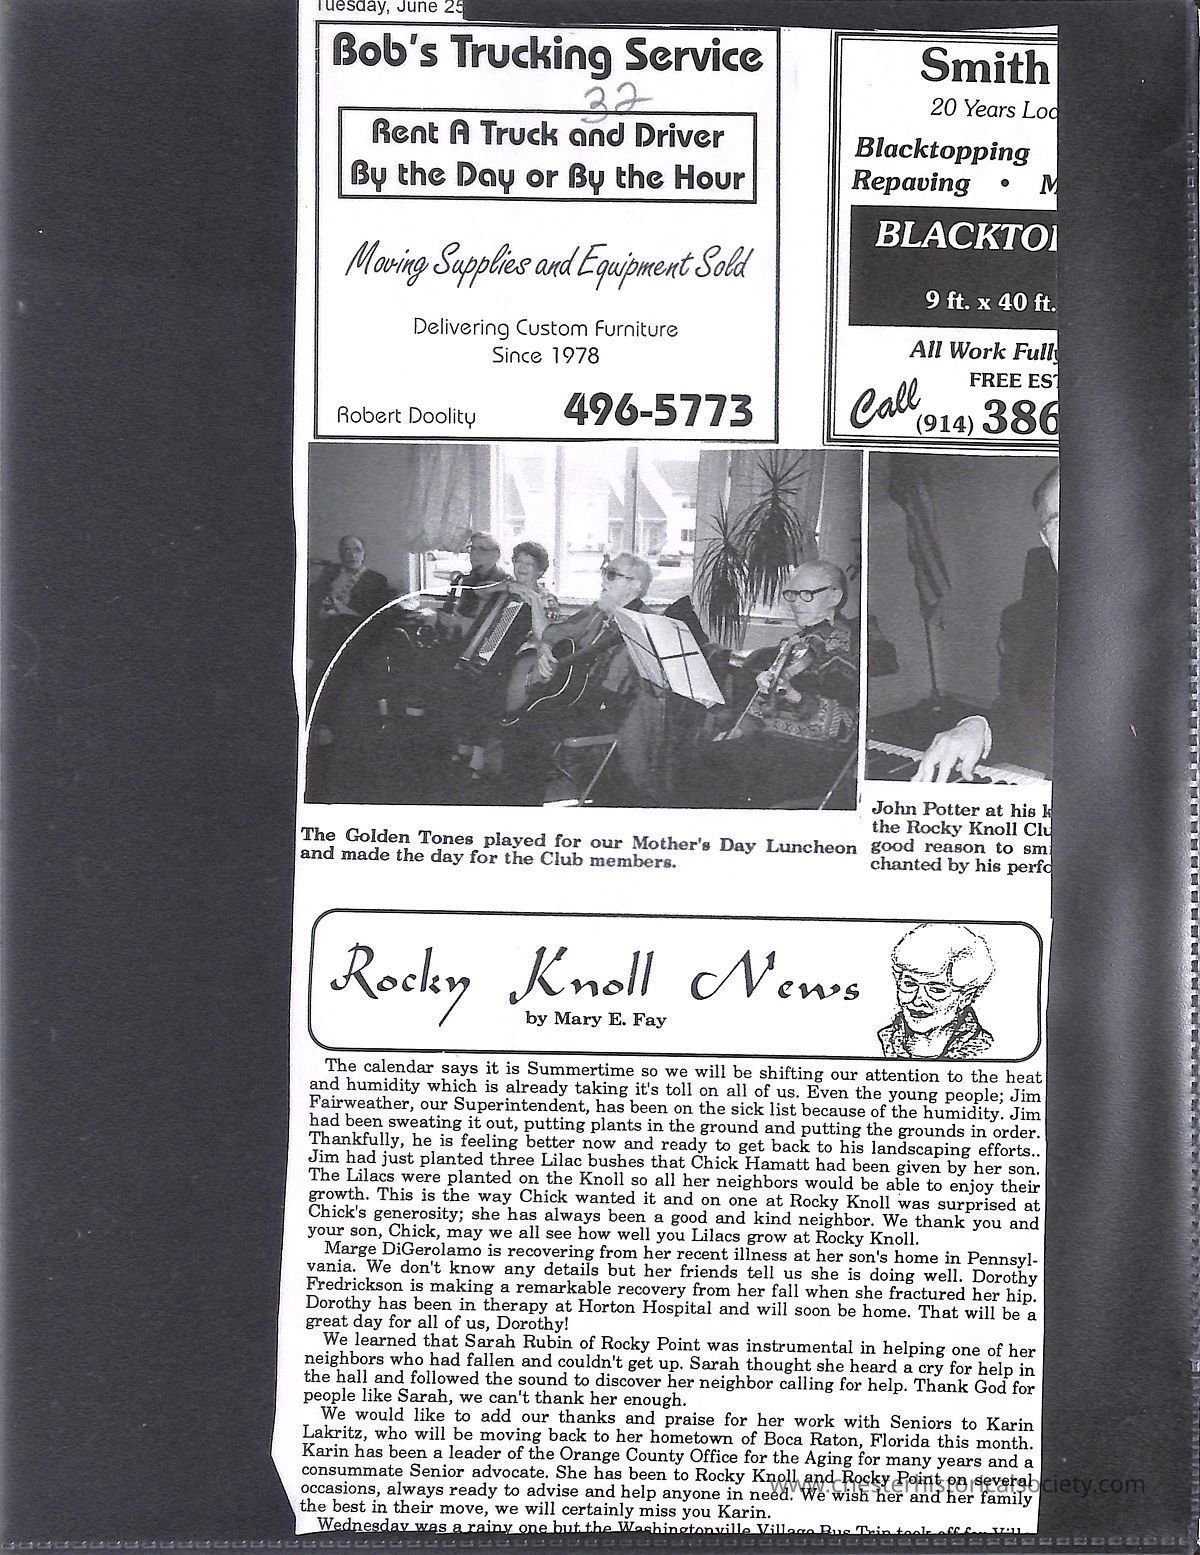 Tuesday, June 25
Bob's Trucking Service
32
Rent A Truck and Driver
By the Day or By the Hour
Moving Supplies and Equipment Sold
Delivering Custom Furniture
Since 1978
Robert Doolity
496-5773
Smith
20 Years Loc
Blacktopping
Repaving • M
BLACKTO
9 ft. x 40 ft.
All Work Fully
FREE ES
Call
(914) 386
The Golden Tones played for our Mother's Day Luncheon
and made the day for the Club members.
John Potter at his k
the Rocky Knoll Clu
good reason to smi
chanted by his perfo
Rocky Knoll News
by Mary E. Fay
The calendar says it is Summertime so we will be shifting our attention to the heat
and humidity which is already taking it's toll on all of us. Even the young people; Jim
Fairweather, our Superintendent, has been on the sick list because of the humidity. Jim
had been sweating it out, putting plants in the ground and putting the grounds in order.
Thankfully, he is feeling better now and ready to get back to his landscaping efforts..
Jim had just planted three Lilac bushes that Chick Hamatt had been given by her son.
The Lilacs were planted on the Knoll so all her neighbors would be able to enjoy their
growth. This is the way Chick wanted it and on one at Rocky Knoll was surprised at
Chick's generosity; she has always been a good and kind neighbor. We thank you and
your son, Chick, may we all see how well you Lilacs grow at Rocky Knoll.
Marge DiGerolamo is recovering from her recent illness at her son's home in Pennsyl-
vania. We don't know any details but her friends tell us she is doing well. Dorothy
Fredrickson is making a remarkable recovery from her fall when she fractured her hip.
Dorothy has been in therapy at Horton Hospital and will soon be home. That will be a
great day for all of us, Dorothy!
We learned that Sarah Rubin of Rocky Point was instrumental in helping one of her
neighbors who had fallen and couldn't get up. Sarah thought she heard a cry for help in
the hall and followed the sound to discover her neighbor calling for help. Thank God for
people like Sarah, we can't thank her enough.
We would like to add our thanks and praise for her work with Seniors to Karin
Lakritz, who will be moving back to her hometown of Boca Raton, Florida this month.
Karin has been a leader of the Orange County Office for the Aging for many years and a
consummate Senior advocate. She has been to Rocky Knoll and Rocky Point on several
occasions, always ready to advise and help anyone in need. We wish her and her family
the best in their move, we will certainly miss you Karin.
Wednesday was a rainy one but the Washingtonville Village Bus Trip took off for
www.chesterhistoricalsociety.com